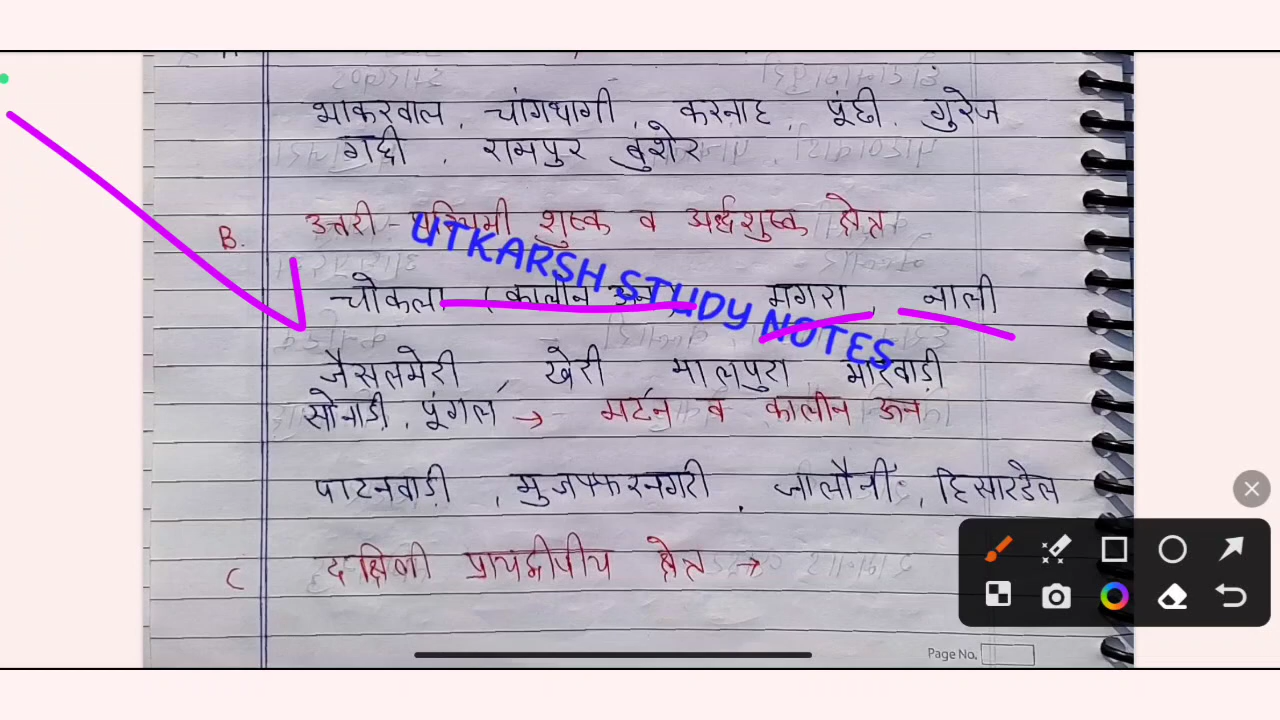 भाकरवाल , चांगथागी , करनाह , पूंछी , गुरेज
गद्दी , रामपुर बुशेर
B. उत्तरी - पश्चिमी शुष्क व अर्धशुष्क क्षेत्र
UTKARSH STUDY NOTES
चोकला (कालीन ऊन) मगरा , नाली
जैसलमेरी , खेरी मालपुरा मारवाड़ी
सोनाड़ी , पूंगल → मटन व कालीन ऊन
पाटनवाड़ी , मुजफ्फरनगरी , जालौनी , हिसारडेल
C दक्षिणी प्रायद्वीपीय क्षेत्र →
Page No.